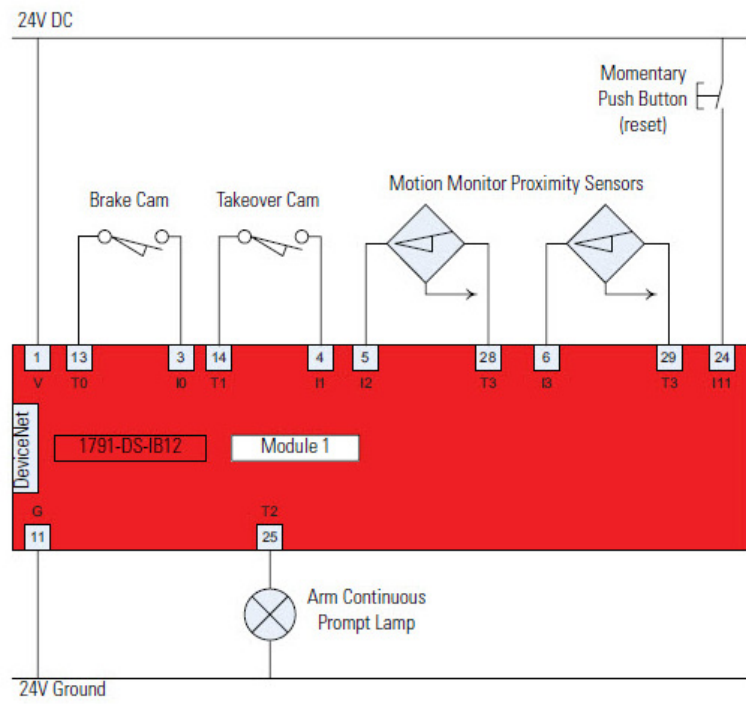 24V DC
Momentary
Push Button
(reset)
Motion Monitor Proximity Sensors
Brake Cam
Takeover Cam
1
13
3
14
4
5
28
6
29
24
V
T0
I0
T1
I1
I2
T3
I3
T3
I11
DeviceNet
1791-DS-IB12
Module 1
G
T2
11
25
Arm Continuous
Prompt Lamp
24V Ground